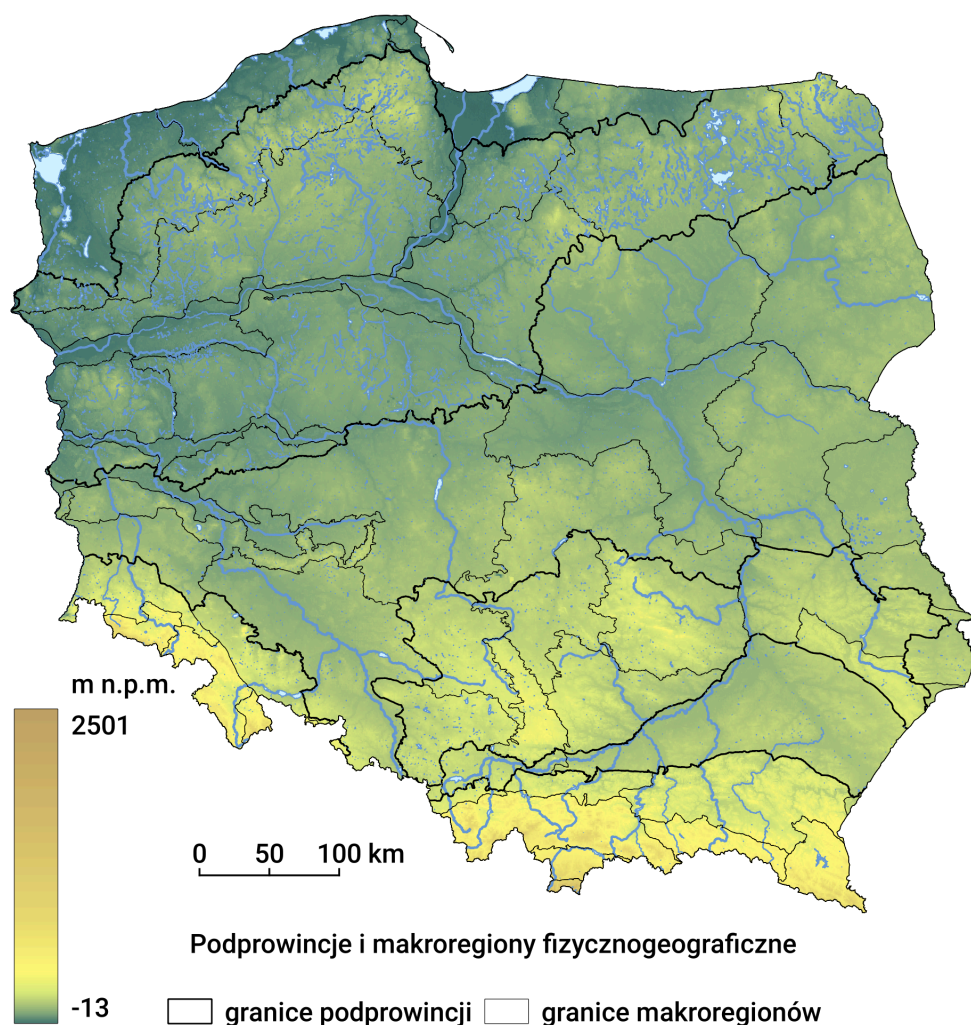 m n.p.m.
2501
-13
0 50 100 km
Podprowincje i makroregiony fizycznogeograficzne
granice podprowincji granice makroregionów